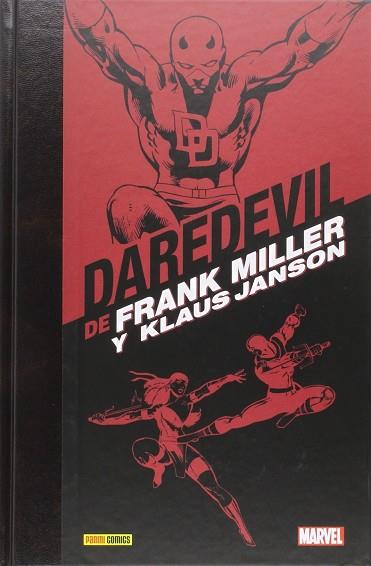 DD
DAREDEVIL
DE FRANK MILLER
Y KLAUS JANSON
PANINI COMICS
MARVEL